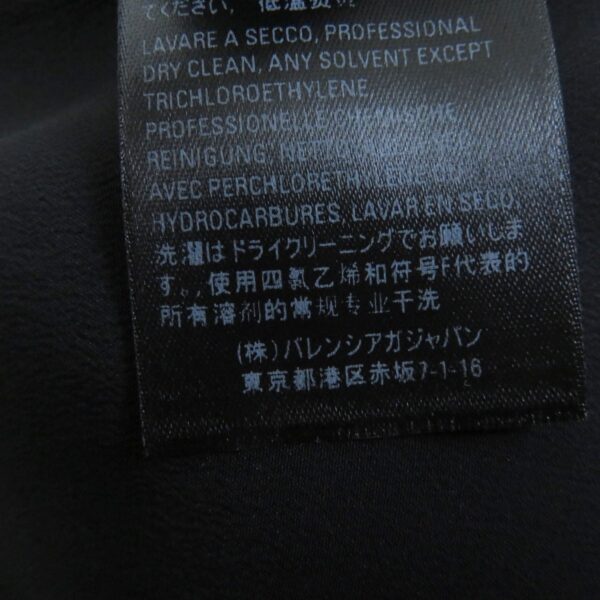 てください, 低温
LAVARE A SECCO, PROFESSIONAL
DRY CLEAN, ANY SOLVENT EXCEPT
TRICHLOROETHYLENE,
PROFESSIONELLE CHEMISCHE
REINIGUNG,
AVEC PERCHLORETHYLENE OU
HYDROCARBURES, LAVAR EN SECO,
洗濯はドライクリーニングでお願いしま
す。, 使用四氯乙烯和符号F代表的
所有溶剂的常规专业干洗
(株)バレンシアガジャパン
東京都港区赤坂7-1-16